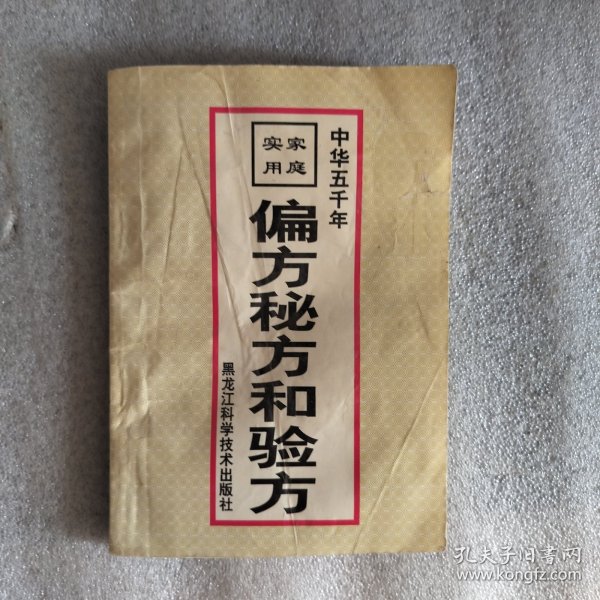 中华五千年
家庭
实用
偏方秘方和验方
黑龙江科学技术出版社
孔夫子旧书网
www.kongfz.com